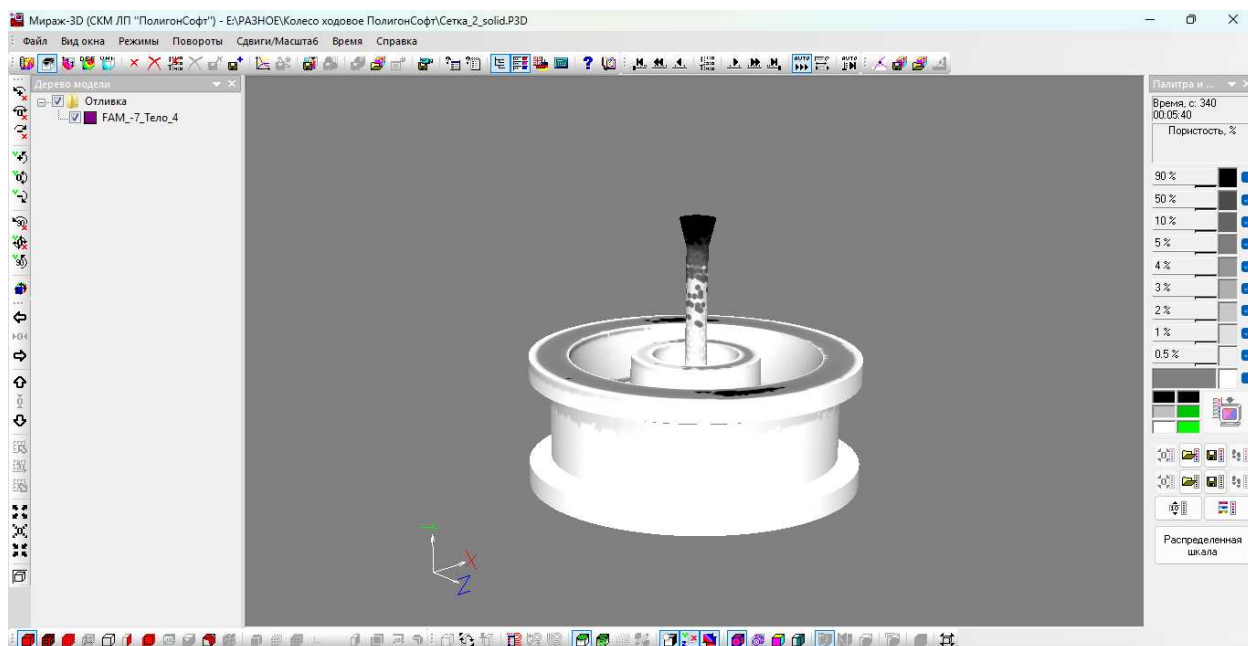 Мираж-3D (СКМ ЛП "ПолигонСофт") - E:\РАЗНОЕ\Колесо ходовое ПолигонСофт\Сетка_2_solid.P3D
Файл Вид окна Режимы Повороты Сдвиги/Масштаб Время Справка
Дерево модели
Отливка
FAM_-7_Тело_4
Палитра и ...
Время, с: 340
00:05:40
Пористость, %
90 %
50 %
10 %
5 %
4 %
3 %
2 %
1 %
0.5 %
Распределенная
шкала
X
Z